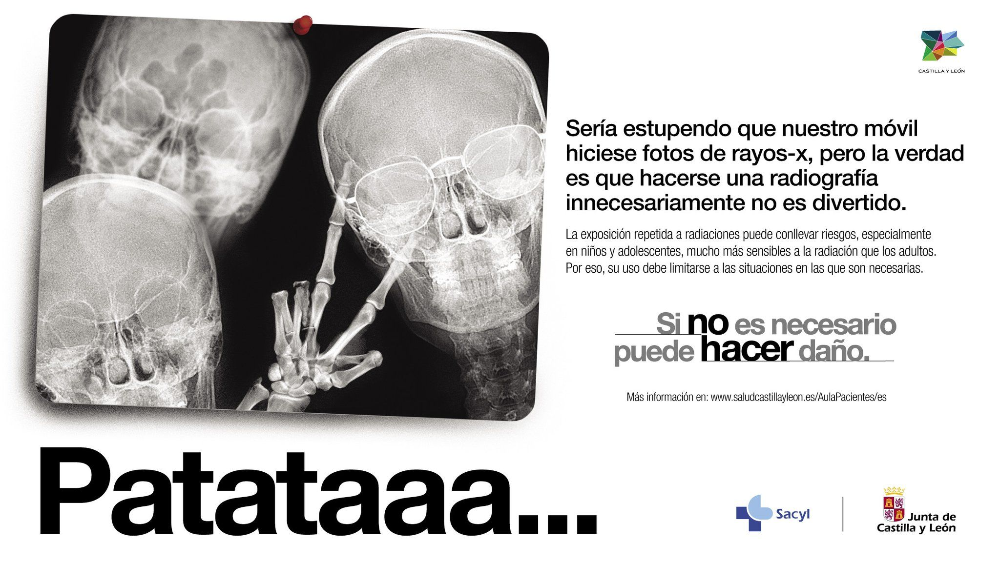 CASTILLA Y LEÓN
Sería estupendo que nuestro móvil
hiciese fotos de rayos-x, pero la verdad
es que hacerse una radiografía
innecesariamente no es divertido.
La exposición repetida a radiaciones puede conllevar riesgos, especialmente
en niños y adolescentes, mucho más sensibles a la radiación que los adultos.
Por eso, su uso debe limitarse a las situaciones en las que son necesarias.
Si no es necesario
puede hacer daño.
Más información en: www.saludcastillayleon.es/AulaPacientes/es
Patataaa...
Sacyl
Junta de
Castilla y León